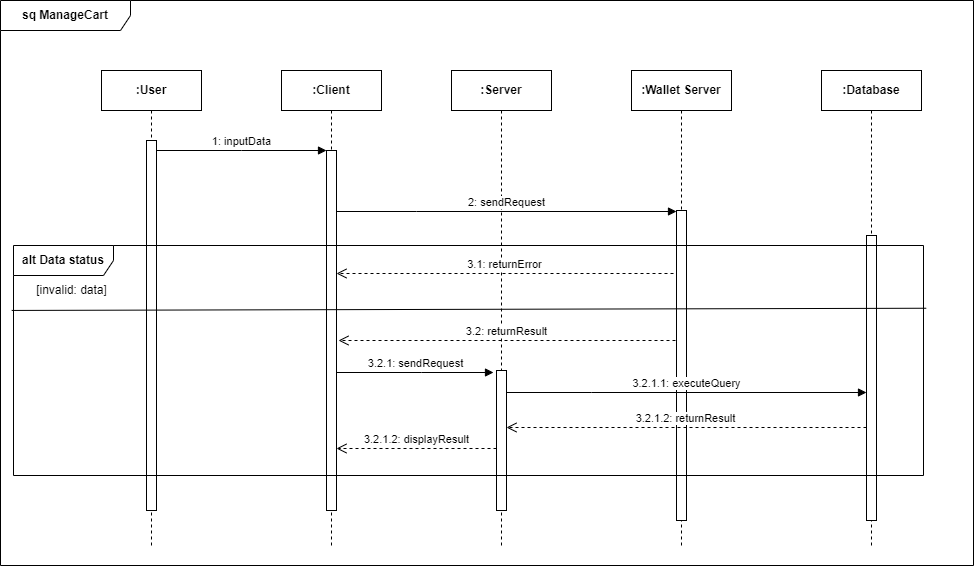 sq ManageCart
:User
:Client
:Server
:Wallet Server
:Database
1: inputData
2: sendRequest
alt Data status
3.1: returnError
[invalid: data]
3.2: returnResult
3.2.1: sendRequest
3.2.1.1: executeQuery
3.2.1.2: returnResult
3.2.1.2: displayResult